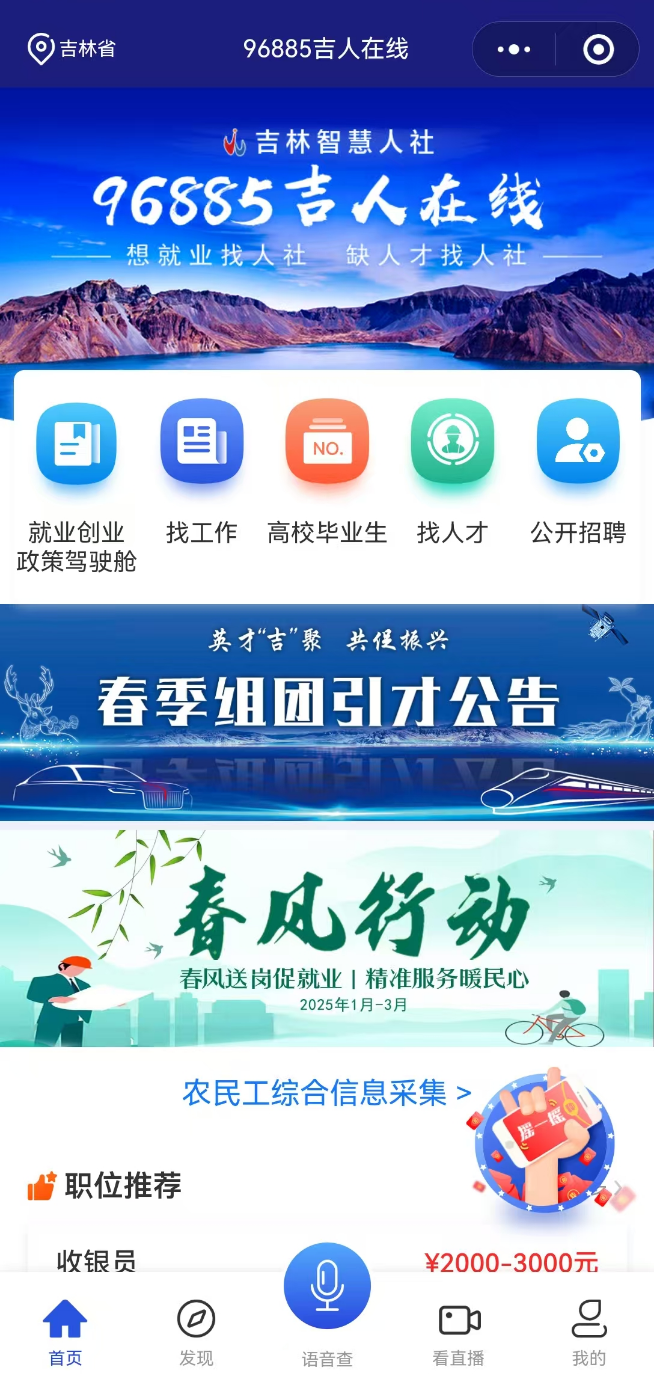 吉林省
96885吉人在线
吉林智慧人社
96885吉人在线
想就业找人社 缺人才找人社
就业创业
政策驾驶舱
找工作
NO.
高校毕业生
找人才
公开招聘
英才“吉”聚 共促振兴
春季组团引才公告
春风行动
春风送岗促就业 | 精准服务暖民心
2025年1月-3月
农民工综合信息采集 >
摇一摇
职位推荐
收银员
¥2000-3000元
首页
发现
语音查
看直播
我的